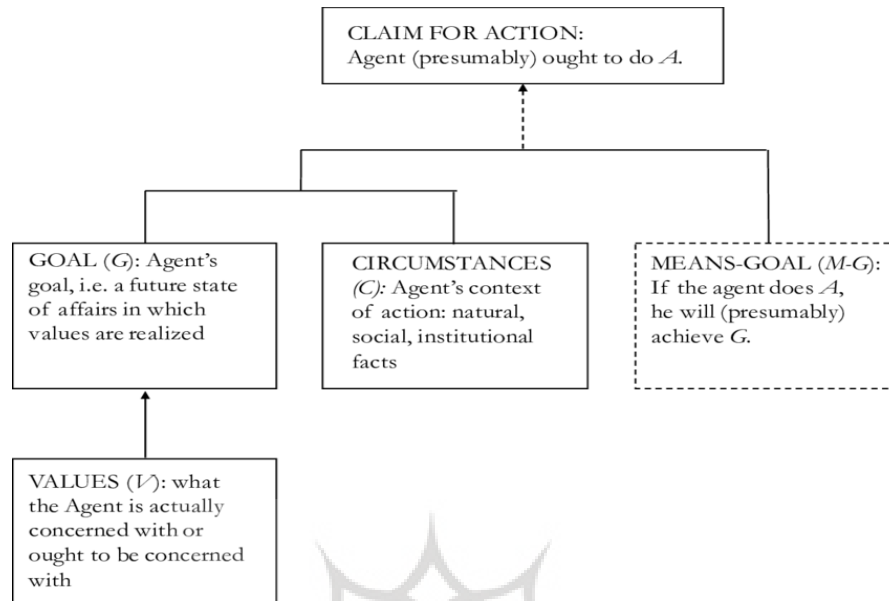 CLAIM FOR ACTION:
Agent (presumably) ought to do A.
GOAL (G): Agent's
goal, i.e. a future state
of affairs in which
values are realized
CIRCUMSTANCES
(C): Agent's context
of action: natural,
social, institutional
facts
MEANS-GOAL (M-G):
If the agent does A,
he will (presumably)
achieve G.
VALUES (V): what
the Agent is actually
concerned with or
ought to be concerned
with